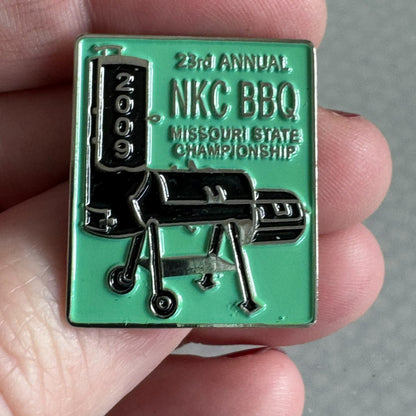 23rd ANNUAL
NKC BBQ
MISSOURI STATE
CHAMPIONSHIP
2009